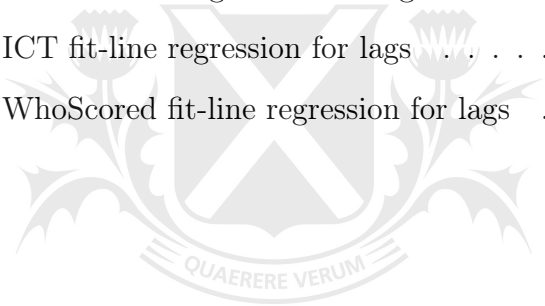 ICT fit-line regression for lags . . . . .
WhoScored fit-line regression for lags .
QUAERERE VERUM